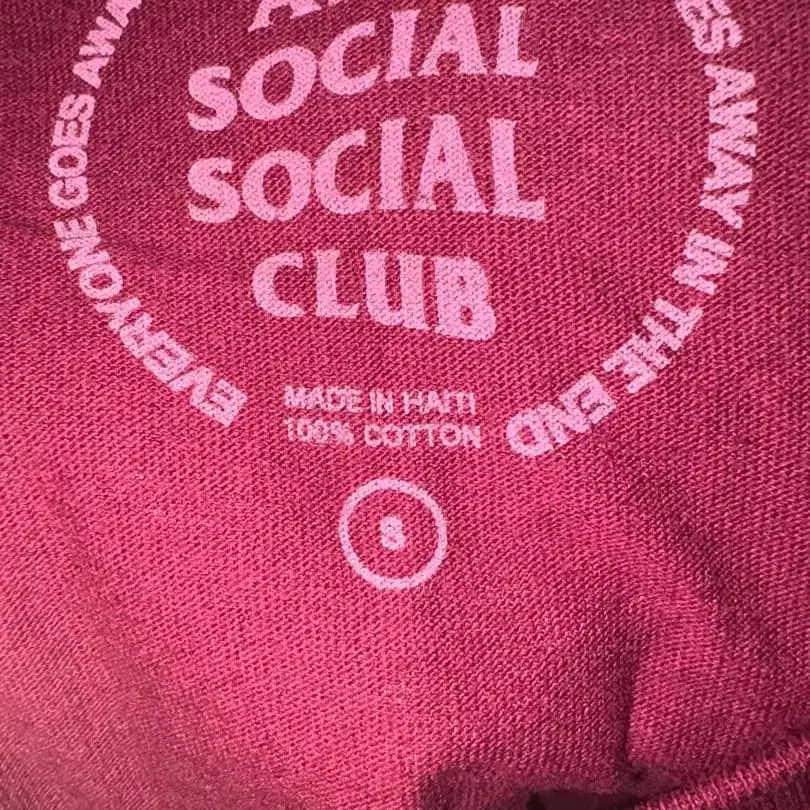 SOCIAL
SOCIAL
CLUB
EVERYONE GOES AWA
ES AWAY IN THE END
MADE IN HAITI
100% COTTON
S